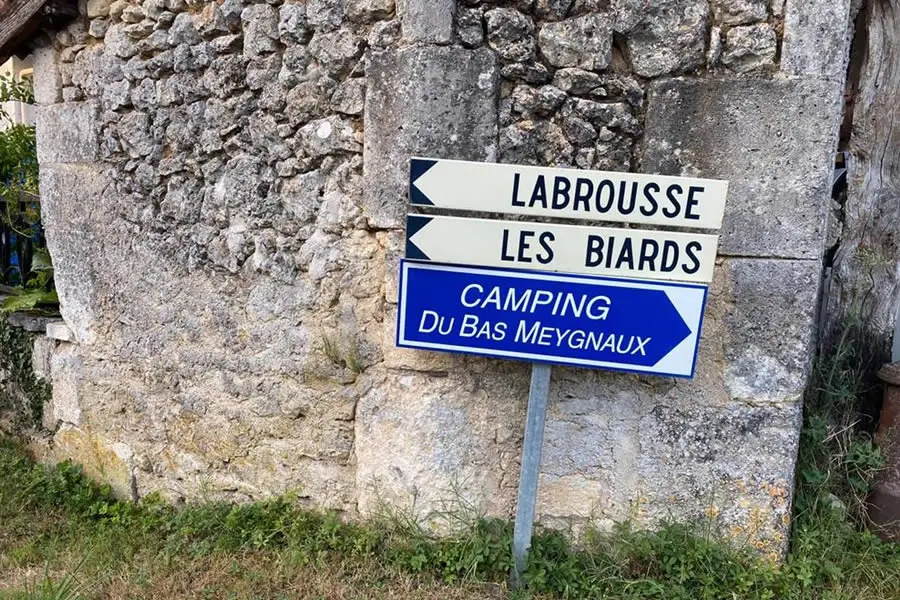 LABROUSSE
LES BIARDS
CAMPING
DU BAS MEYGNAUX